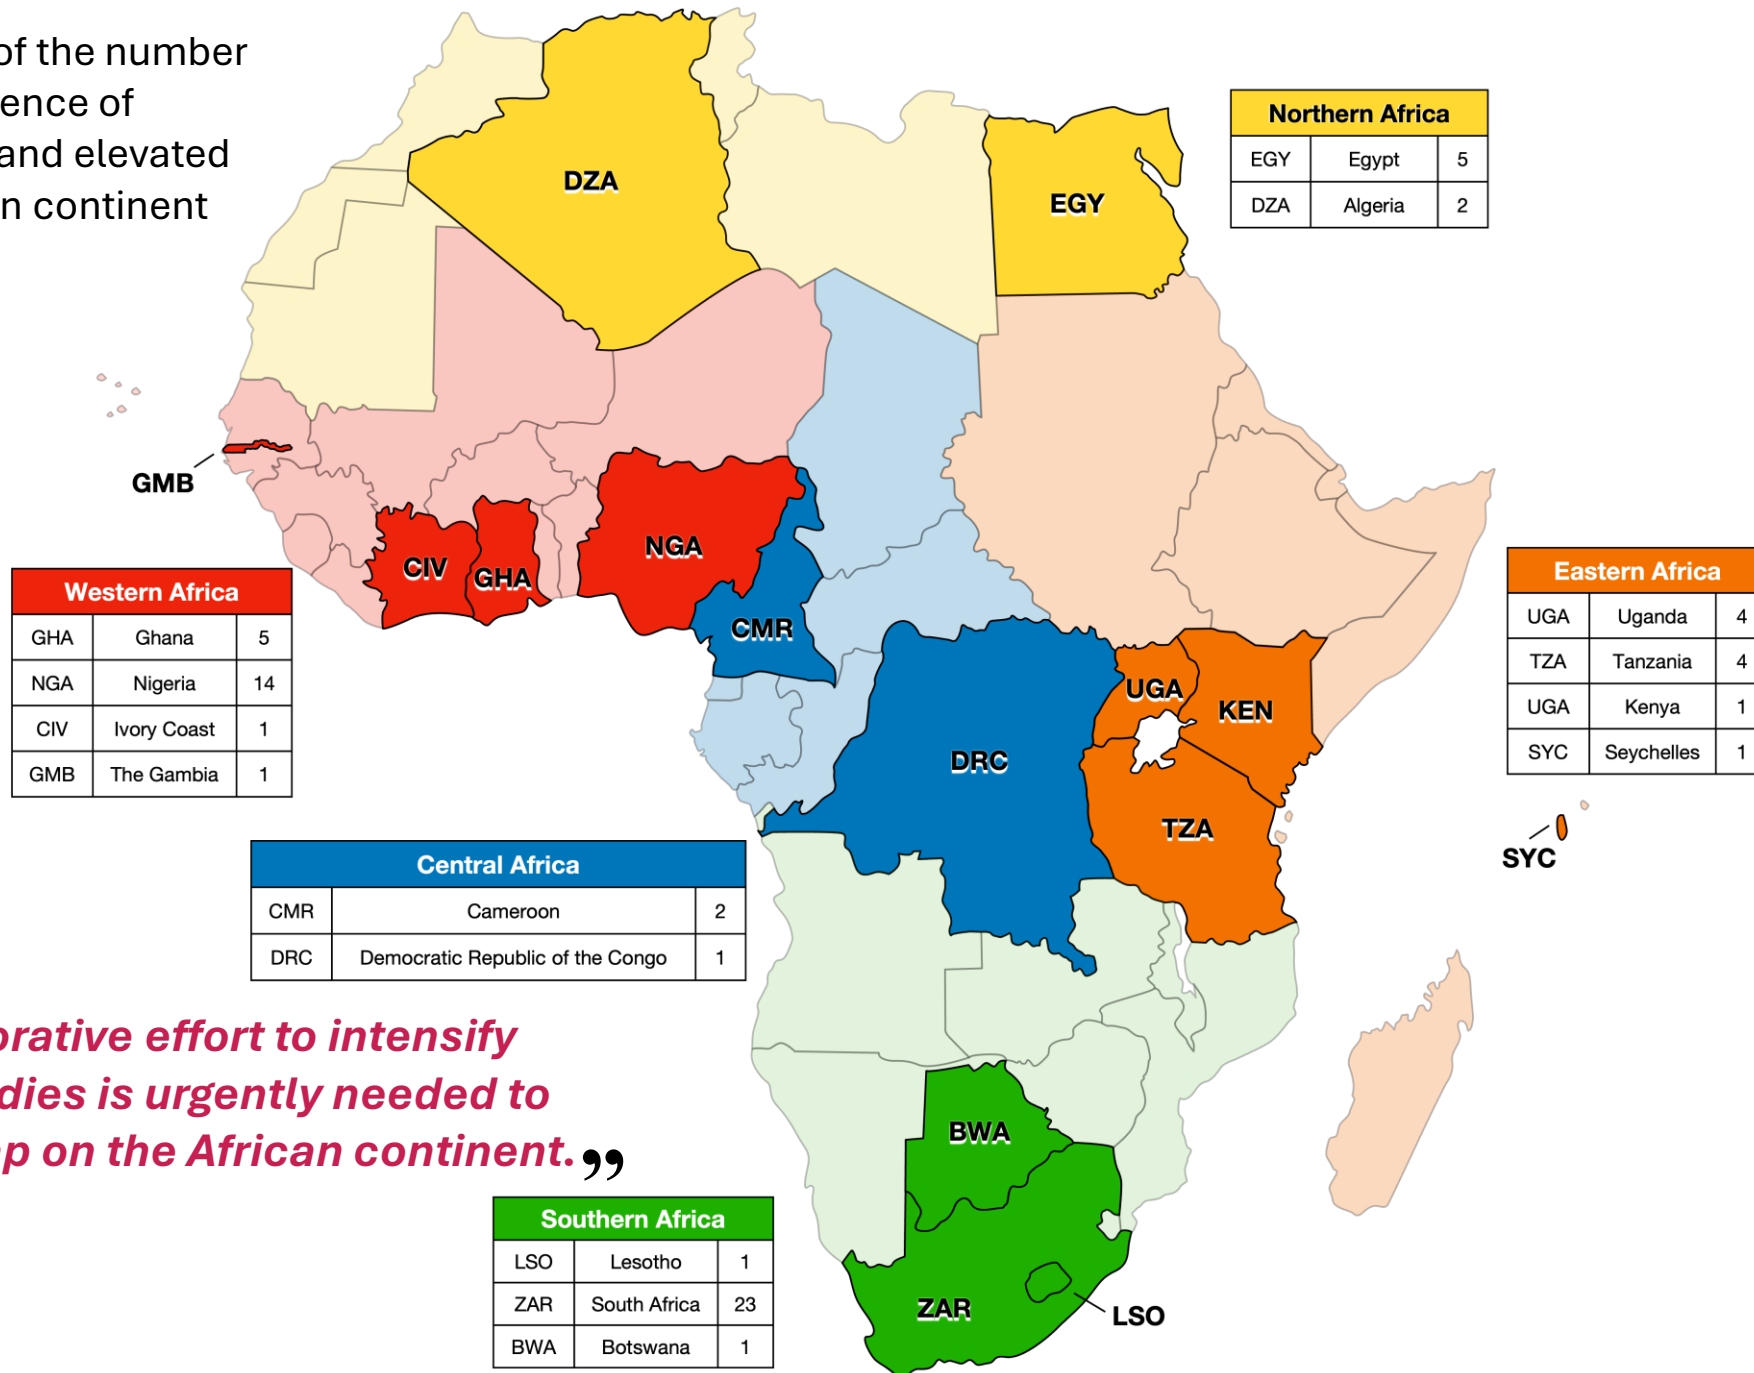 of the number
ence of
and elevated
n continent
Northern Africa
EGY Egypt 5
DZA Algeria 2
DZA
EGY
GMB
CIV
GHA
NGA
CMR
Western Africa
GHA Ghana 5
NGA Nigeria 14
CIV Ivory Coast 1
GMB The Gambia 1
Eastern Africa
UGA Uganda 4
TZA Tanzania 4
UGA Kenya 1
SYC Seychelles 1
UGA
KEN
DRC
TZA
SYC
Central Africa
CMR Cameroon 2
DRC Democratic Republic of the Congo 1
orative effort to intensify
dies is urgently needed to
p on the African continent.”
BWA
Southern Africa
LSO Lesotho 1
ZAR South Africa 23
BWA Botswana 1
ZAR
LSO